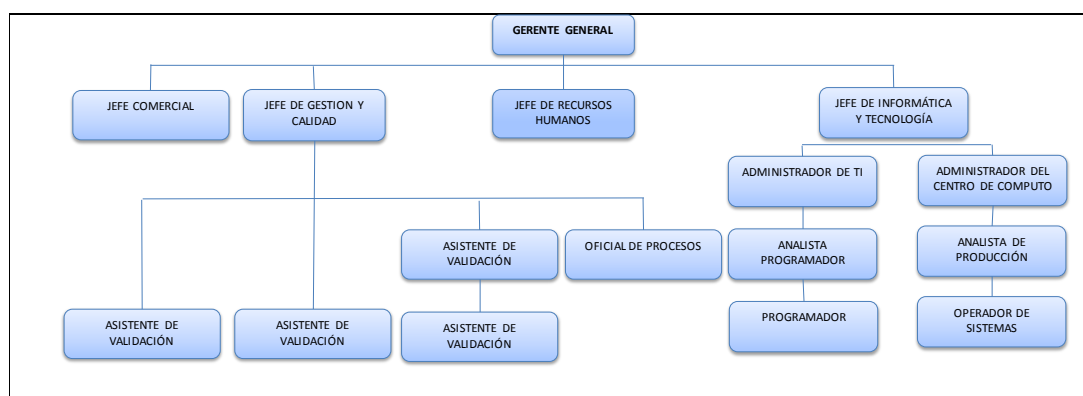 GERENTE GENERAL
JEFE COMERCIAL
JEFE DE GESTION Y
CALIDAD
JEFE DE RECURSOS
HUMANOS
JEFE DE INFORMÁTICA
Y TECNOLOGÍA
ADMINISTRADOR DE TI
ADMINISTRADOR DEL
CENTRO DE COMPUTO
ASISTENTE DE
VALIDACIÓN
OFICIAL DE PROCESOS
ANALISTA
PROGRAMADOR
ANALISTA DE
PRODUCCIÓN
ASISTENTE DE
VALIDACIÓN
ASISTENTE DE
VALIDACIÓN
ASISTENTE DE
VALIDACIÓN
PROGRAMADOR
OPERADOR DE
SISTEMAS